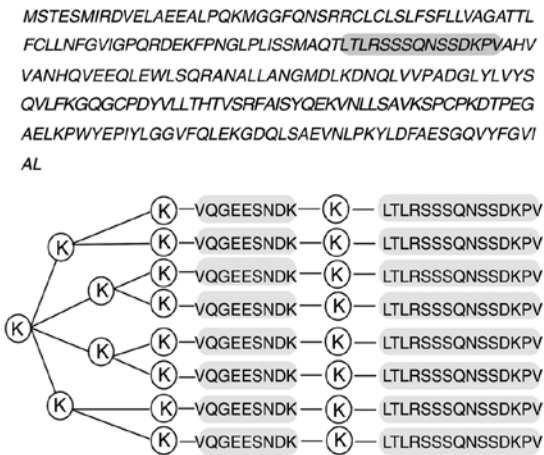 MSTESMIRDVELAEEALPQKMGGFQNSRRCLCLSLFSFLLVAGATTL
FCLLNFGVIGPQRDEKFPNGLPLISSMAQTLTLRSSSQNSSDKPVAHV
VANHQVEEQLEWLSQRANALLANGMDLKDNQLVVPADGLYLVYS
QVLFKGQGCPDYVLLTHTVSRFAISYQEKVNLLSAVKSPCPKDTPEG
AELKPWYEPIYLGGVFQLEKGDQLSAEVNLPKYLDFAESGQVYFGVI
AL
K VQGEESNDK K LTLRSSSQNSSDKPV
K K VQGEESNDK K LTLRSSSQNSSDKPV
K VQGEESNDK K LTLRSSSQNSSDKPV
K K VQGEESNDK K LTLRSSSQNSSDKPV
K
K K VQGEESNDK K LTLRSSSQNSSDKPV
K VQGEESNDK K LTLRSSSQNSSDKPV
K K VQGEESNDK K LTLRSSSQNSSDKPV
K VQGEESNDK K LTLRSSSQNSSDKPV